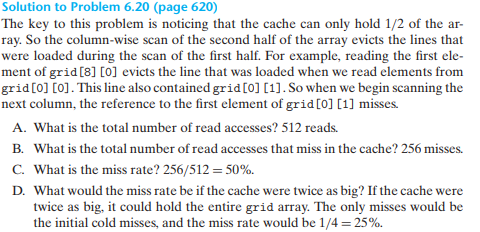 Solution to Problem 6.20 (page 620)
The key to this problem is noticing that the cache can only hold 1/2 of the ar-
ray. So the column-wise scan of the second half of the array evicts the lines that
were loaded during the scan of the first half. For example, reading the first ele-
ment of grid[8][0] evicts the line that was loaded when we read elements from
grid[0][0]. This line also contained grid[0][1]. So when we begin scanning the
next column, the reference to the first element of grid[0][1] misses.
A. What is the total number of read accesses? 512 reads.
B. What is the total number of read accesses that miss in the cache? 256 misses.
C. What is the miss rate? 256/512 = 50%.
D. What would the miss rate be if the cache were twice as big? If the cache were
twice as big, it could hold the entire grid array. The only misses would be
the initial cold misses, and the miss rate would be 1/4 = 25%.